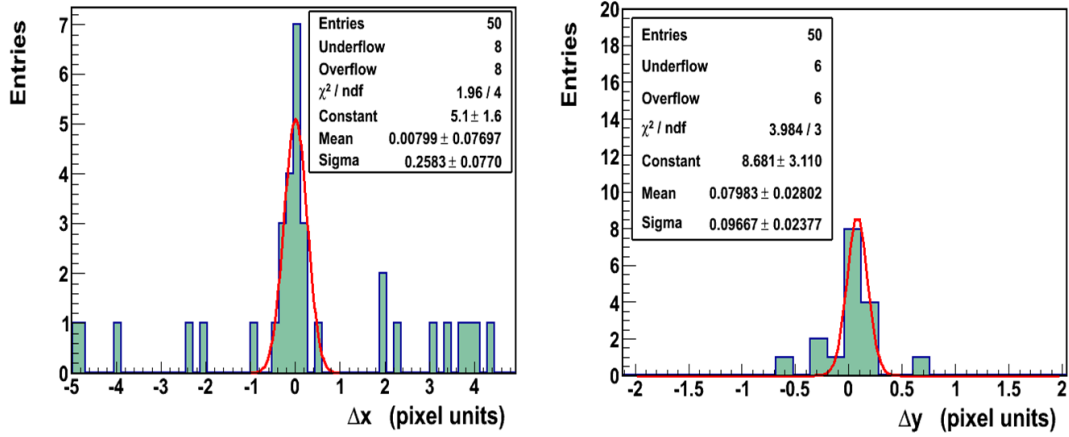 Entries
7
6
5
4
3
2
1
0
-5
-4
-3
-2
-1
0
1
2
3
4
Δx (pixel units)
Entries 50
Underflow 8
Overflow 8
χ² / ndf 1.96 / 4
Constant 5.1 ± 1.6
Mean 0.00799 ± 0.07697
Sigma 0.2583 ± 0.0770
Entries
20
18
16
14
12
10
8
6
4
2
0
-2
-1.5
-1
-0.5
0
0.5
1
1.5
2
Δy (pixel units)
Entries 50
Underflow 6
Overflow 6
χ² / ndf 3.984 / 3
Constant 8.681 ± 3.110
Mean 0.07983 ± 0.02802
Sigma 0.09667 ± 0.02377